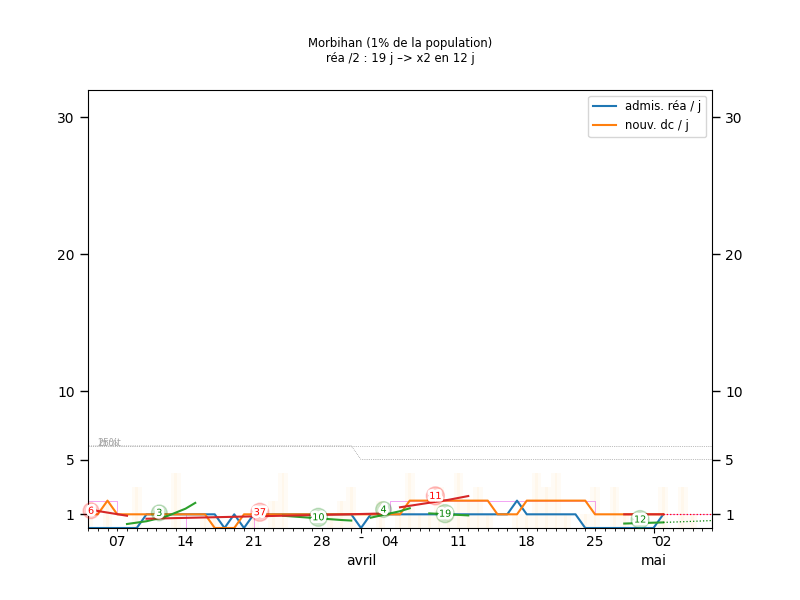 Morbihan (1% de la population)
réa /2 : 19 j –> x2 en 12 j
admis. réa / j
nouv. dc / j
30 30
20 20
10 10
5 5
1 1
6 3 37 10 4 11 19 12
07 14 21 28 - 04 11 18 25 - 02
avril mai